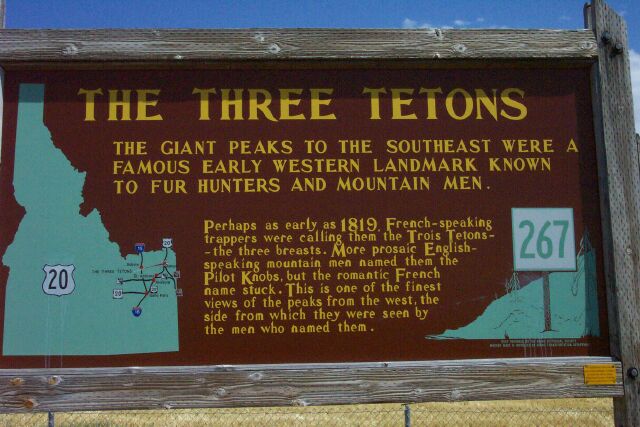 THE THREE TETONS
THE GIANT PEAKS TO THE SOUTHEAST WERE A
FAMOUS EARLY WESTERN LANDMARK KNOWN
TO FUR HUNTERS AND MOUNTAIN MEN.
Perhaps as early as 1819, French-speaking
trappers were calling them the Trois Tetons-
-the three breasts. More prosaic English-
speaking mountain men named them the
Pilot Knobs, but the romantic French
name stuck. This is one of the finest
views of the peaks from the west, the
side from which they were seen by
the men who named them.
267
20
THE THREE TETONS
20